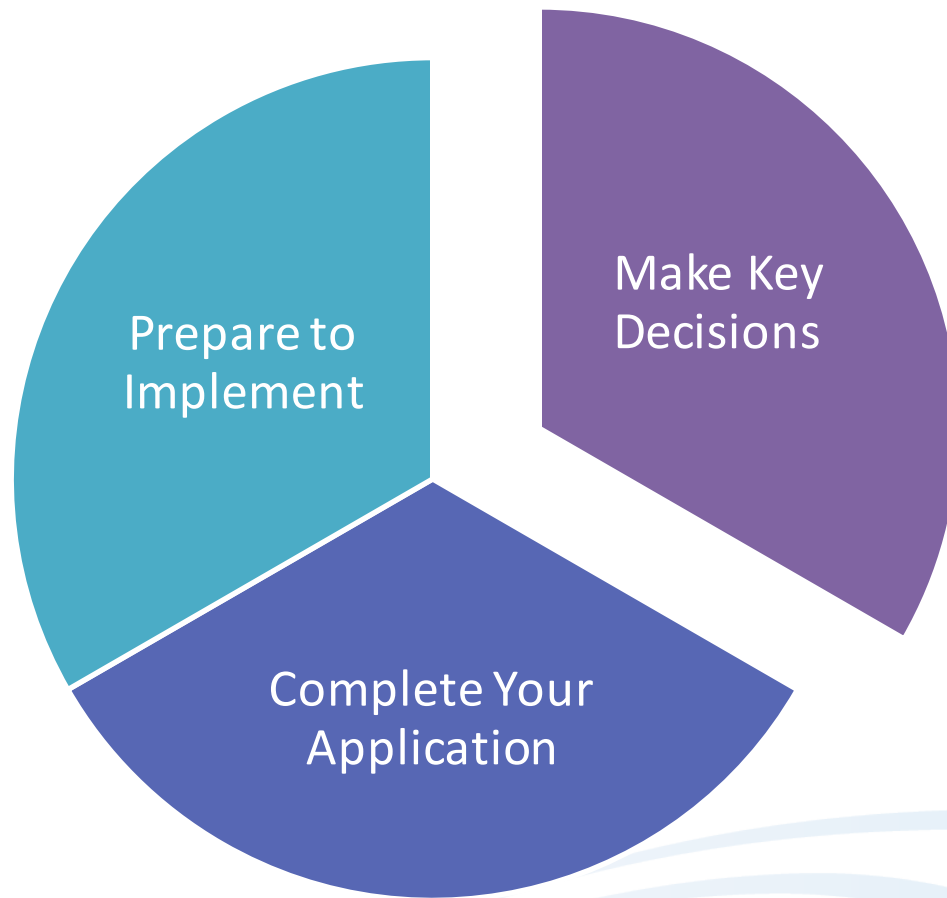 Make Key
Decisions
Prepare to
Implement
Complete Your
Application